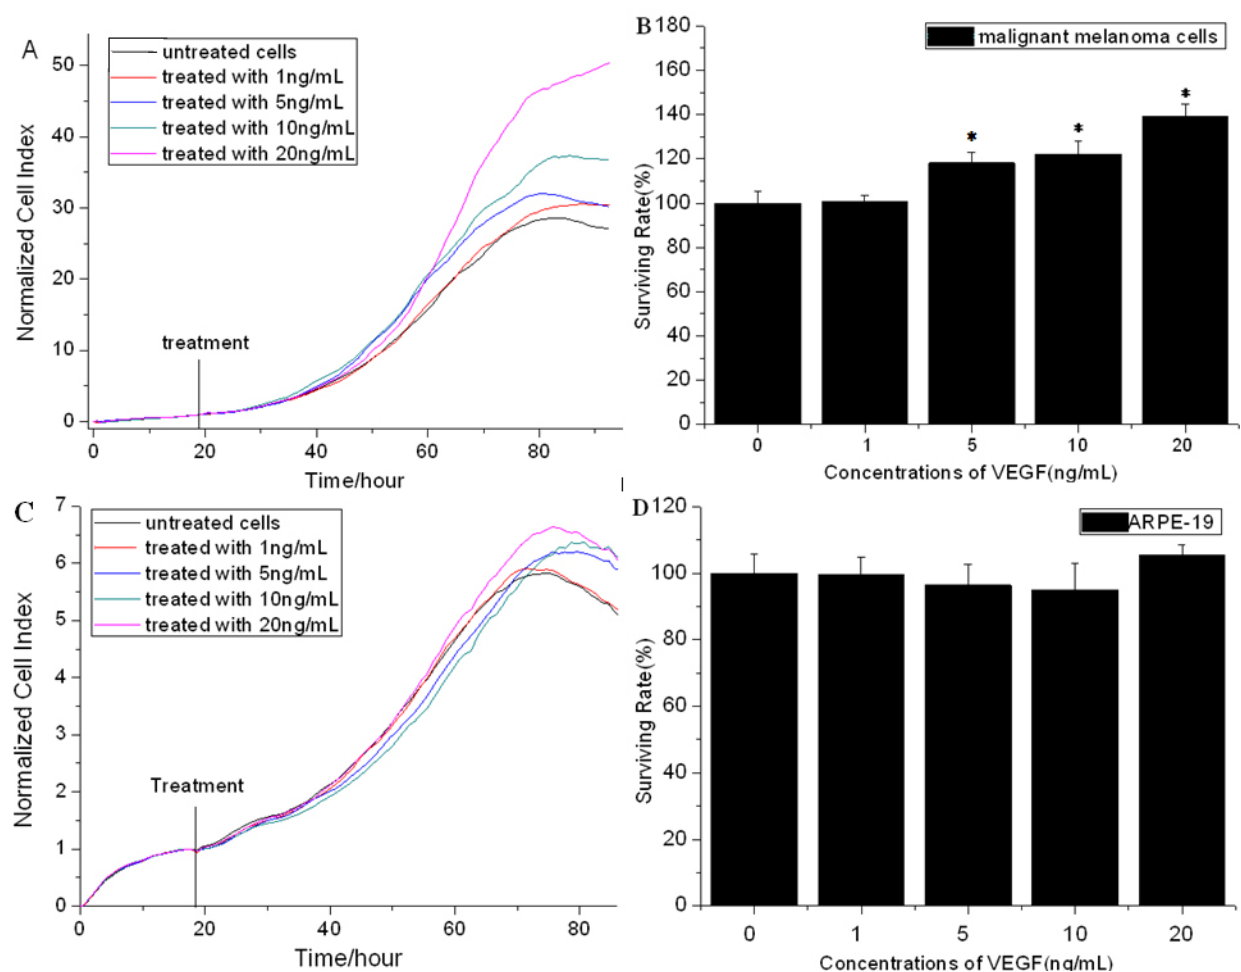 A
untreated cells
treated with 1ng/mL
treated with 5ng/mL
treated with 10ng/mL
treated with 20ng/mL
50
40
30
20
10
0
Normalized Cell Index
treatment
0 20 40 60 80
Time/hour
B
malignant melanoma cells
180
160
140
120
100
80
60
40
20
0
Surviving Rate(%)
* * *
0 1 5 10 20
Concentrations of VEGF(ng/mL)
C
untreated cells
treated with 1ng/mL
treated with 5ng/mL
treated with 10ng/mL
treated with 20ng/mL
7
6
5
4
3
2
1
0
Normalized Cell Index
Treatment
0 20 40 60 80
Time/hour
D
ARPE-19
120
100
80
60
40
20
0
Surviving Rate(%)
0 1 5 10 20
Concentrations of VEGF(ng/mL)